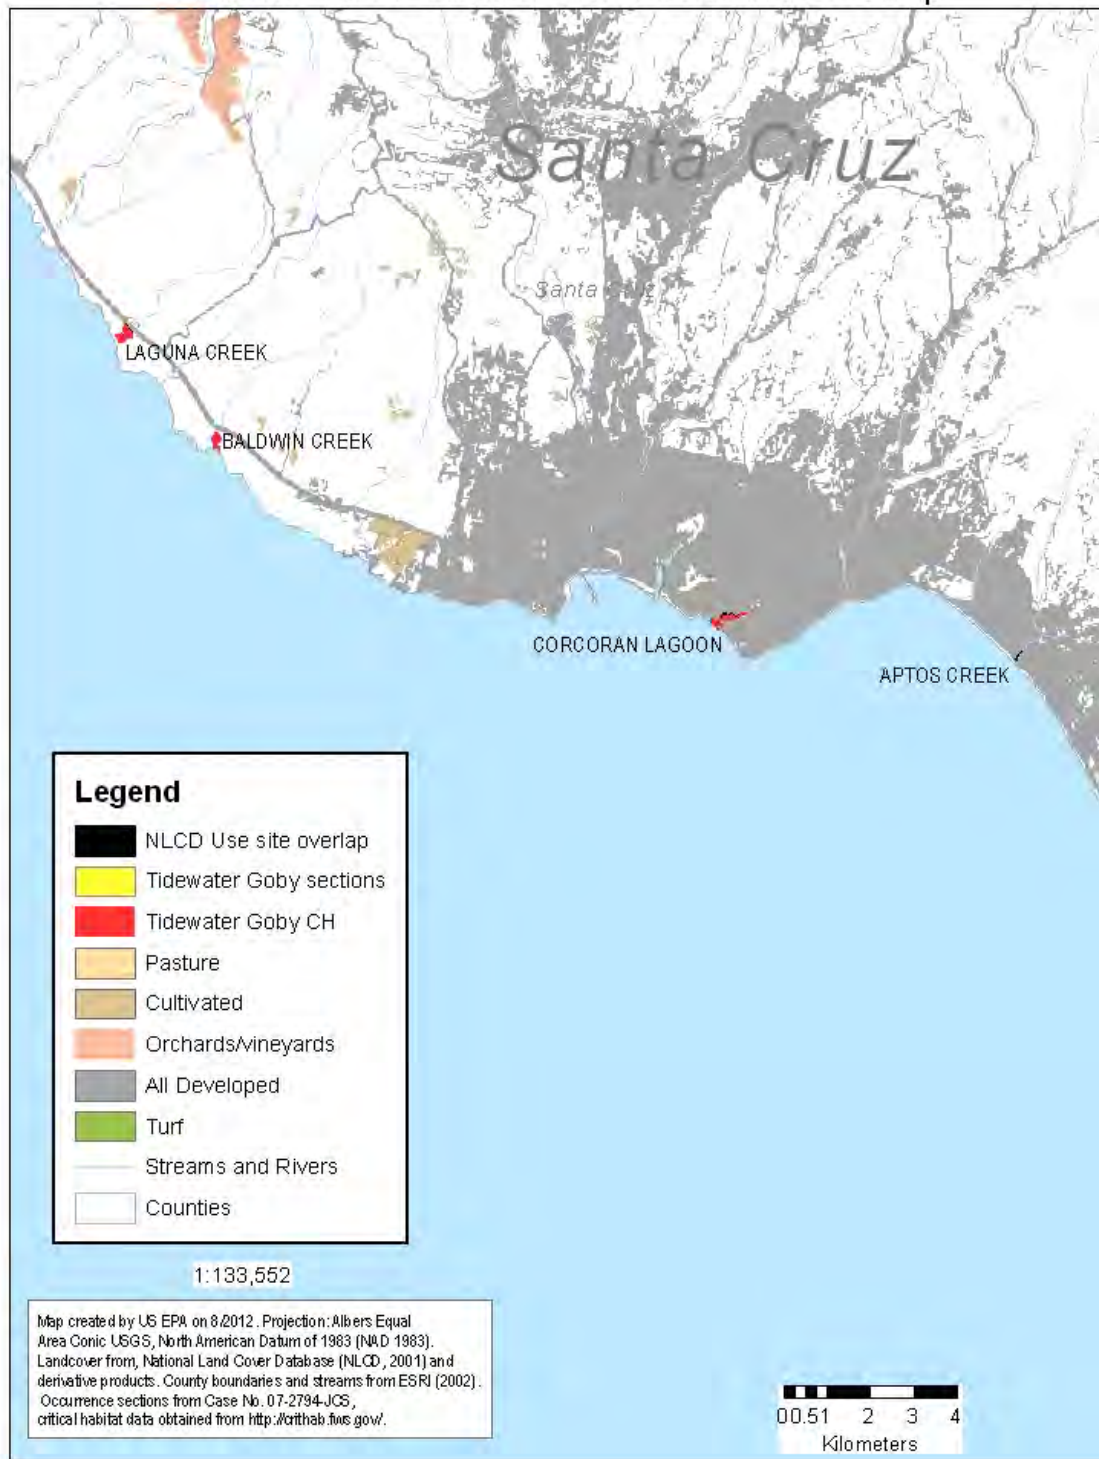 Santa Cruz
Santa Cruz
LAGUNA CREEK
BALDWIN CREEK
CORCORAN LAGOON
APTOS CREEK
Legend
NLCD Use site overlap
Tidewater Goby sections
Tidewater Goby CH
Pasture
Cultivated
Orchards/vineyards
All Developed
Turf
Streams and Rivers
Counties
1:133,552
Map created by US EPA on 8/2012. Projection: Albers Equal
Area Conic USGS, North American Datum of 1983 (NAD 1983).
Landcover from, National Land Cover Database (NLCD, 2001) and
derivative products. County boundaries and streams from ESRI (2002).
Occurrence sections from Case No. 07-2794-JCS,
critical habitat data obtained from http://crithab.fws.gov/.
00.51 2 3 4
Kilometers